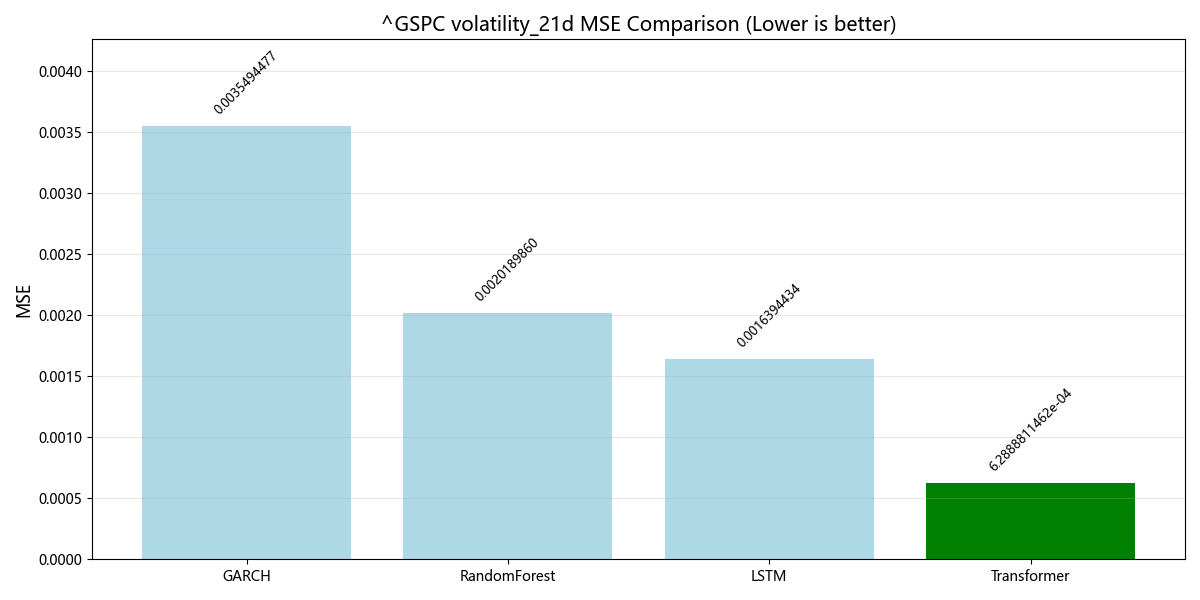 ^GSPC volatility_21d MSE Comparison (Lower is better)
MSE
0.0040
0.0035
0.0030
0.0025
0.0020
0.0015
0.0010
0.0005
0.0000
0.0035494477
0.0020189860
0.0016394434
6.2888811462e-04
GARCH
RandomForest
LSTM
Transformer